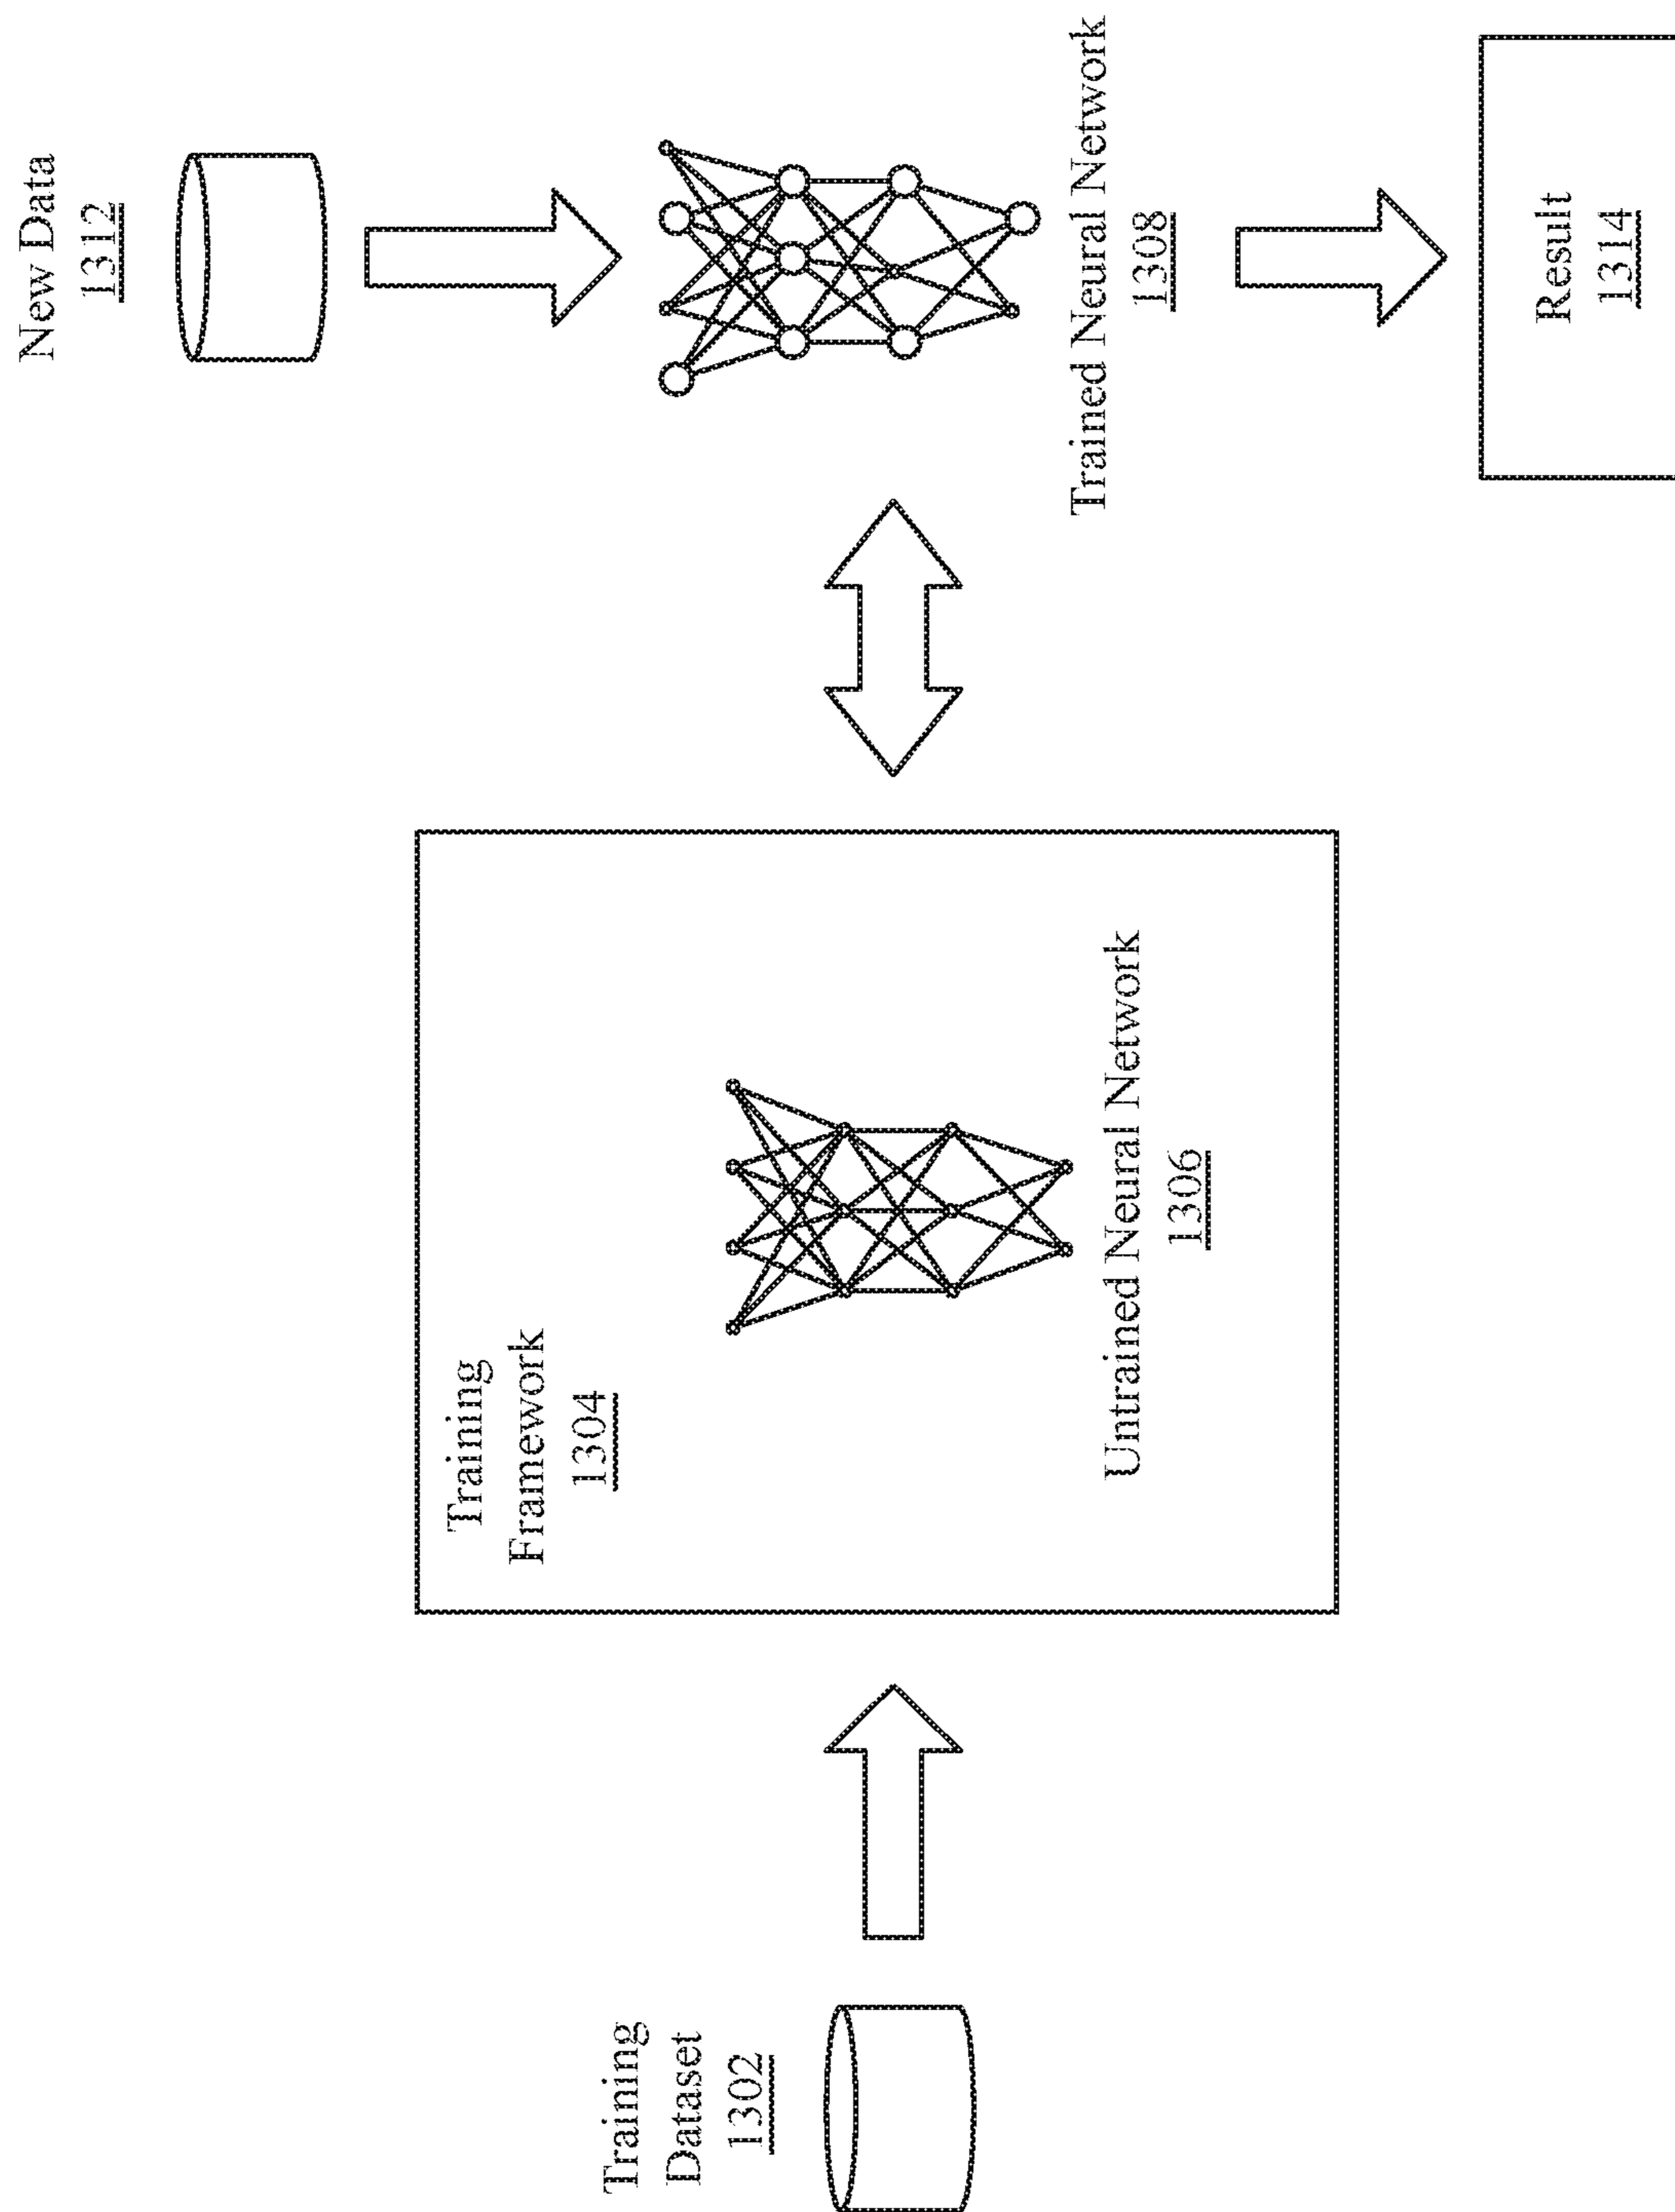 Training
Dataset
1302
Training
Framework
1304
Untrained Neural Network
1306
New Data
1312
Trained Neural Network
1308
Result
1314